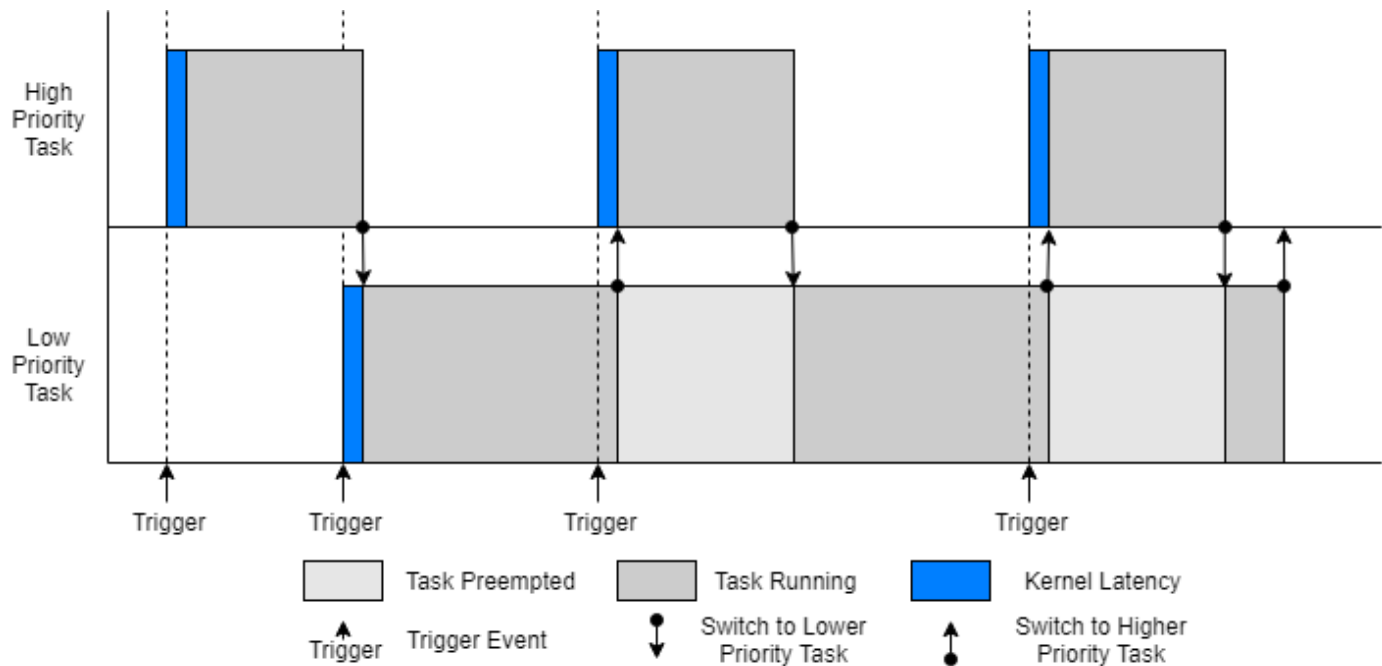 High
Priority
Task
Low
Priority
Task
Trigger
Trigger
Trigger
Trigger
Task Preempted
Task Running
Kernel Latency
Trigger
Trigger Event
Switch to Lower
Priority Task
Switch to Higher
Priority Task